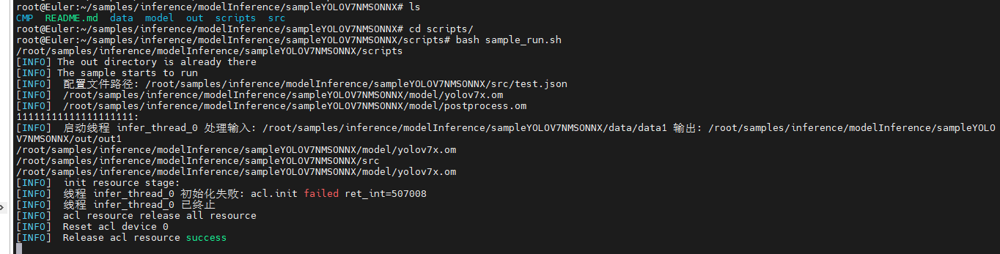 root@Euler:~/samples/inference/modelInference/sampleYOLOV7NMSONNX# ls
CMP README.md data model out scripts src
root@Euler:~/samples/inference/modelInference/sampleYOLOV7NMSONNX# cd scripts/
root@Euler:~/samples/inference/modelInference/sampleYOLOV7NMSONNX/scripts# bash sample_run.sh
/root/samples/inference/modelInference/sampleYOLOV7NMSONNX/scripts
[INFO] The out directory is already there
[INFO] The sample starts to run
[INFO] 配置文件路径: /root/samples/inference/modelInference/sampleYOLOV7NMSONNX/src/test.json
[INFO] /root/samples/inference/modelInference/sampleYOLOV7NMSONNX/model/yolov7x.om
[INFO] /root/samples/inference/modelInference/sampleYOLOV7NMSONNX/model/postprocess.om
11111111111111111111:
[INFO] 启动线程 infer_thread_0 处理输入: /root/samples/inference/modelInference/sampleYOLOV7NMSONNX/data/data1 输出: /root/samples/inference/modelInference/sampleYOLO
V7NMSONNX/out/out1
/root/samples/inference/modelInference/sampleYOLOV7NMSONNX/model/yolov7x.om
/root/samples/inference/modelInference/sampleYOLOV7NMSONNX/src
/root/samples/inference/modelInference/sampleYOLOV7NMSONNX/model/yolov7x.om
[INFO] init resource stage:
[INFO] 线程 infer_thread_0 初始化失败: acl.init failed ret_int=507008
[INFO] 线程 infer_thread_0 已终止
[INFO] acl resource release all resource
[INFO] Reset acl device 0
[INFO] Release acl resource success